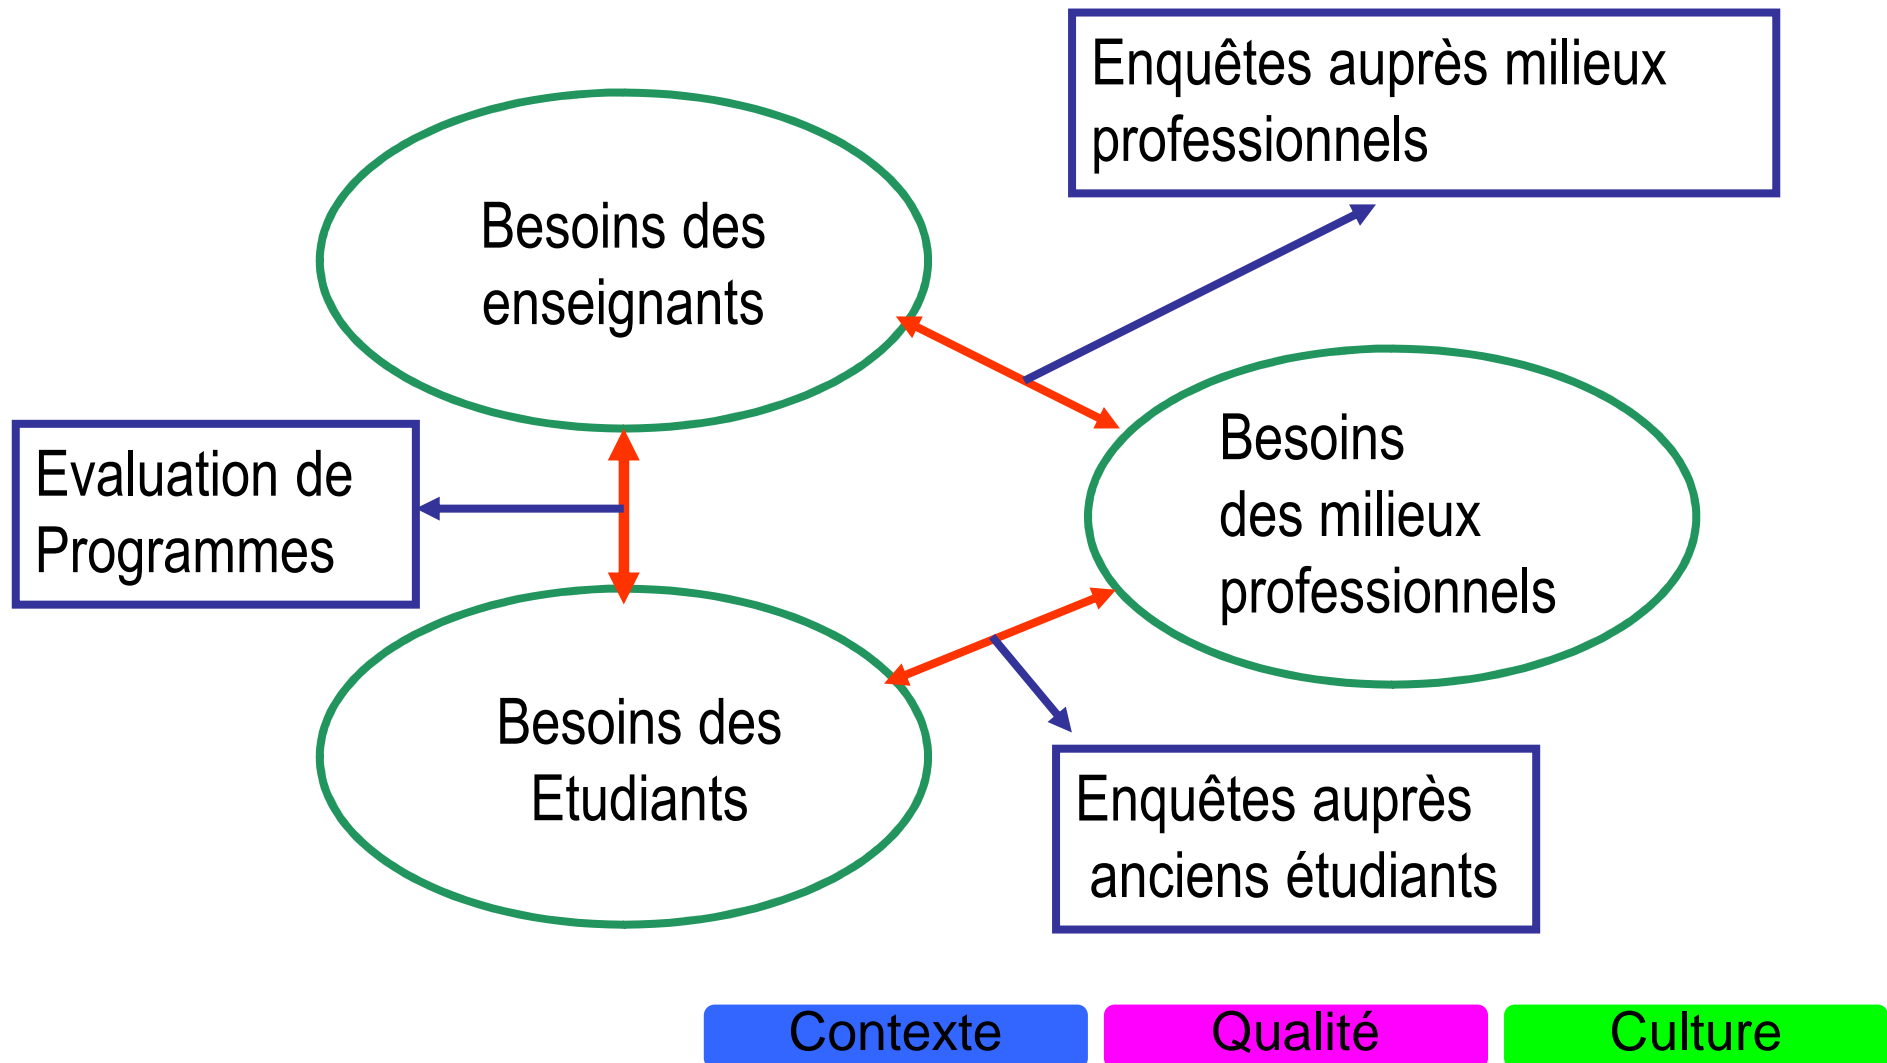 Enquêtes auprès milieux
professionnels
Besoins des
enseignants
Besoins
des milieux
professionnels
Evaluation de
Programmes
Besoins des
Etudiants
Enquêtes auprès
anciens étudiants
Contexte
Qualité
Culture